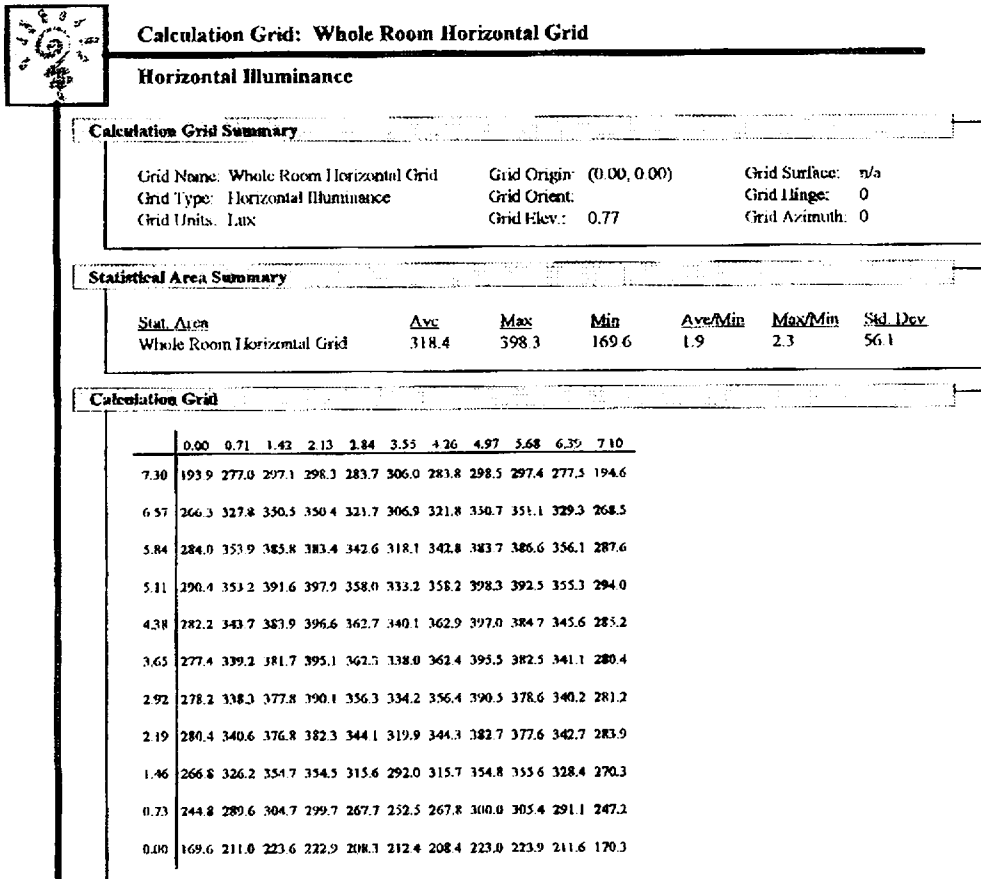 Calculation Grid: Whole Room Horizontal Grid
Horizontal Illuminance
Calculation Grid Summary
Grid Name: Whole Room Horizontal Grid Grid Origin: (0.00, 0.00) Grid Surface: n/a
Grid Type: Horizontal Illuminance Grid Orient: Grid Hinge: 0
Grid Units: Lux Grid Elev.: 0.77 Grid Azimuth: 0
Statistical Area Summary
Stat. Area Ave Max Min Ave/Min Max/Min Std. Dev
Whole Room Horizontal Grid 318.4 398.3 169.6 1.9 2.3 56.1
Calculation Grid
0.00 0.71 1.42 2.13 2.84 3.55 4.26 4.97 5.68 6.39 7.10
7.30 193.9 277.0 297.1 298.3 283.7 306.0 283.8 298.5 297.4 277.5 194.6
6.57 266.3 327.8 350.5 350.4 321.7 306.9 321.8 350.7 351.1 329.3 268.5
5.84 284.0 353.9 385.8 383.4 342.6 318.1 342.8 383.7 386.6 356.1 287.6
5.11 290.4 353.2 391.6 397.9 358.0 333.2 358.2 398.3 392.5 355.3 294.0
4.38 282.2 343.7 383.9 396.6 362.7 340.1 362.9 397.0 384.7 345.6 285.2
3.65 277.4 339.2 381.7 395.1 362.3 338.0 362.4 395.5 382.5 341.1 280.4
2.92 278.2 338.3 377.8 390.1 356.3 334.2 356.4 390.5 378.6 340.2 281.2
2.19 280.4 340.6 376.8 382.3 344.1 319.9 344.3 382.7 377.6 342.7 283.9
1.46 266.8 326.2 354.7 354.5 315.6 292.0 315.7 354.8 355.6 328.4 270.3
0.73 244.8 289.6 304.7 299.7 267.7 252.5 267.8 300.0 305.4 291.1 247.2
0.00 169.6 211.0 223.6 222.9 208.3 212.4 208.4 223.0 223.9 211.6 170.3